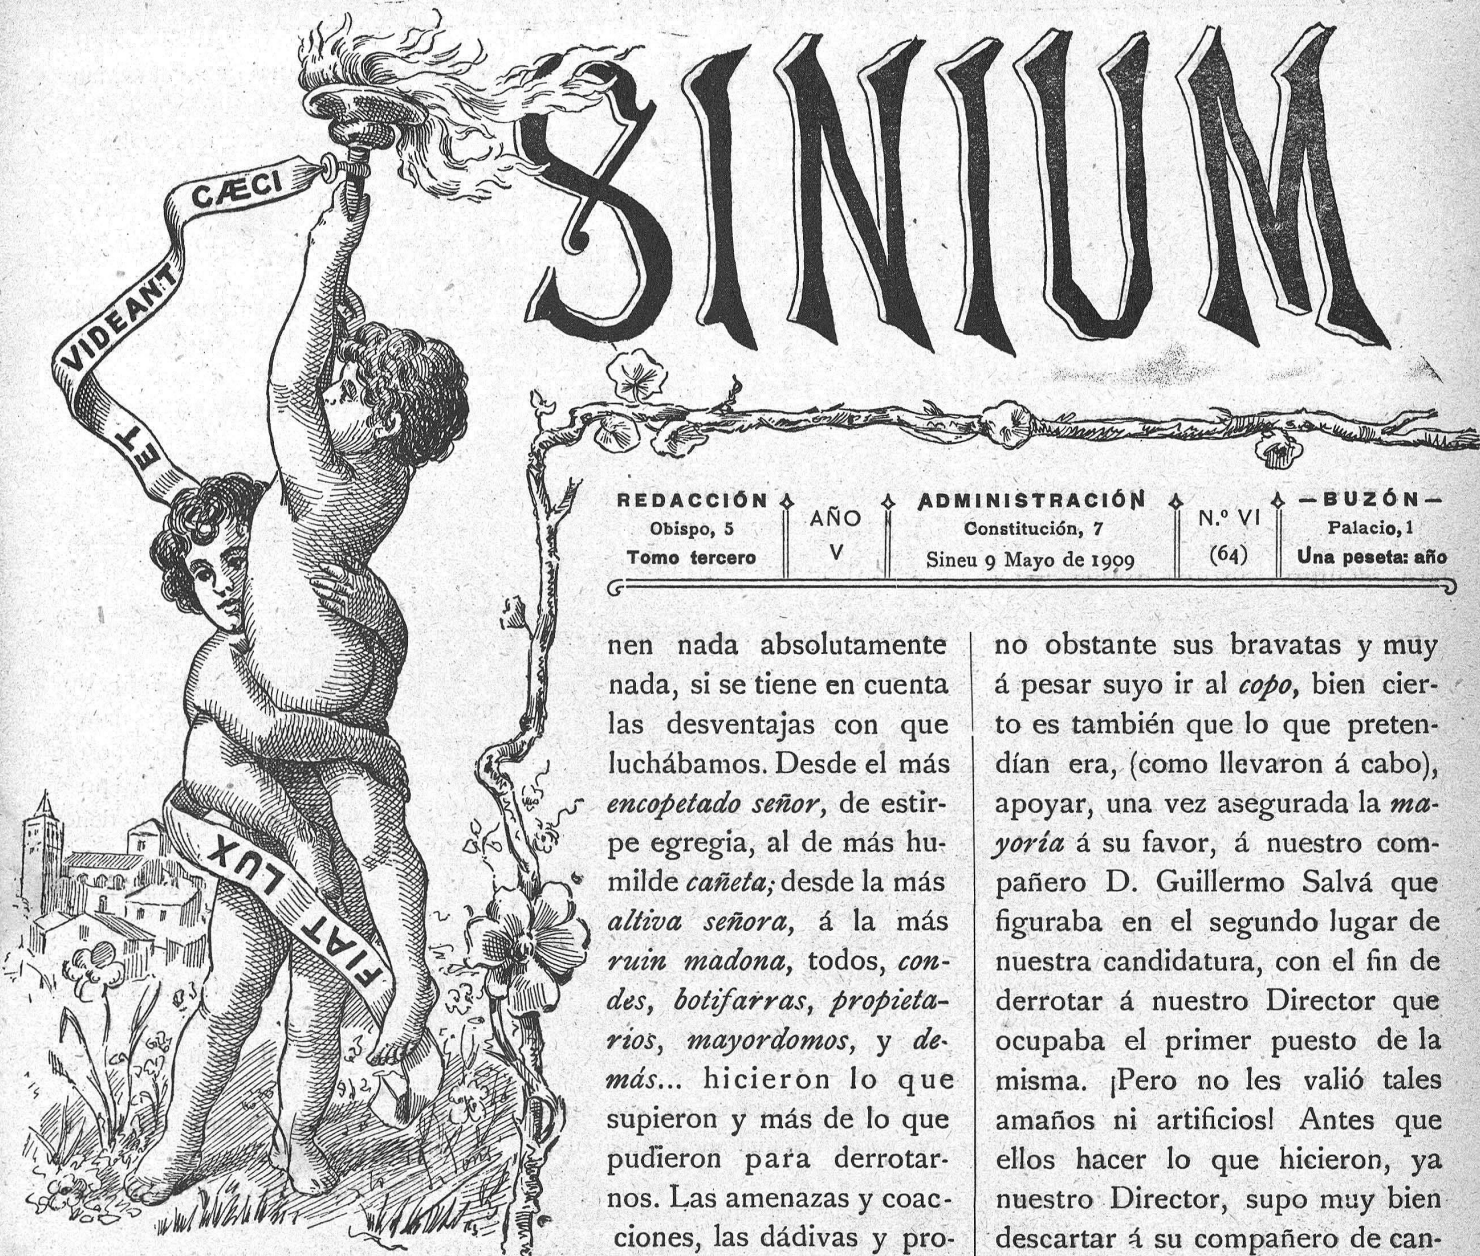 SINIUM
CÆCI
VIDEANT
ET
FIAT LUX
REDACCIÓN
Obispo, 5
Tomo tercero
AÑO
V
ADMINISTRACIÓN
Constitución, 7
Sineu 9 Mayo de 1909
N.º VI
(64)
—BUZÓN—
Palacio, 1
Una peseta: año
nen nada absolutamente
nada, si se tiene en cuenta
las desventajas con que
luchábamos. Desde el más
encopetado señor, de estir-
pe egregia, al de más hu-
milde cañeta; desde la más
altiva señora, á la más
ruin madona, todos, con-
des, botifarras, propieta-
rios, mayordomos, y de-
más... hicieron lo que
supieron y más de lo que
pudieron para derrotar-
nos. Las amenazas y coac-
ciones, las dádivas y pro-
no obstante sus bravatas y muy
á pesar suyo ir al copo, bien cier-
to es también que lo que preten-
dían era, (como llevaron á cabo),
apoyar, una vez asegurada la ma-
yoría á su favor, á nuestro com-
pañero D. Guillermo Salvá que
figuraba en el segundo lugar de
nuestra candidatura, con el fin de
derrotar á nuestro Director que
ocupaba el primer puesto de la
misma. ¡Pero no les valió tales
amaños ni artificios! Antes que
ellos hacer lo que hicieron, ya
nuestro Director, supo muy bien
descartar á su compañero de can-